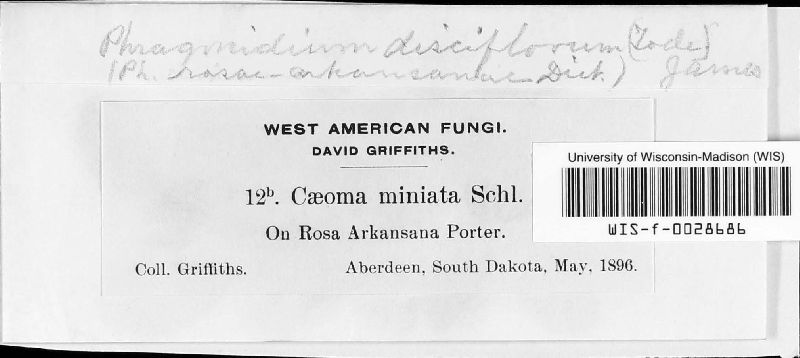 Phragmidium disciflorum (Tode)
(Ph. rosae-arkansanae Diet.) James
WEST AMERICAN FUNGI.
DAVID GRIFFITHS.
12ᵇ. Cæoma miniata Schl.
On Rosa Arkansana Porter.
Coll. Griffiths. Aberdeen, South Dakota, May, 1896.
University of Wisconsin-Madison (WIS)
WIS-f-0028686